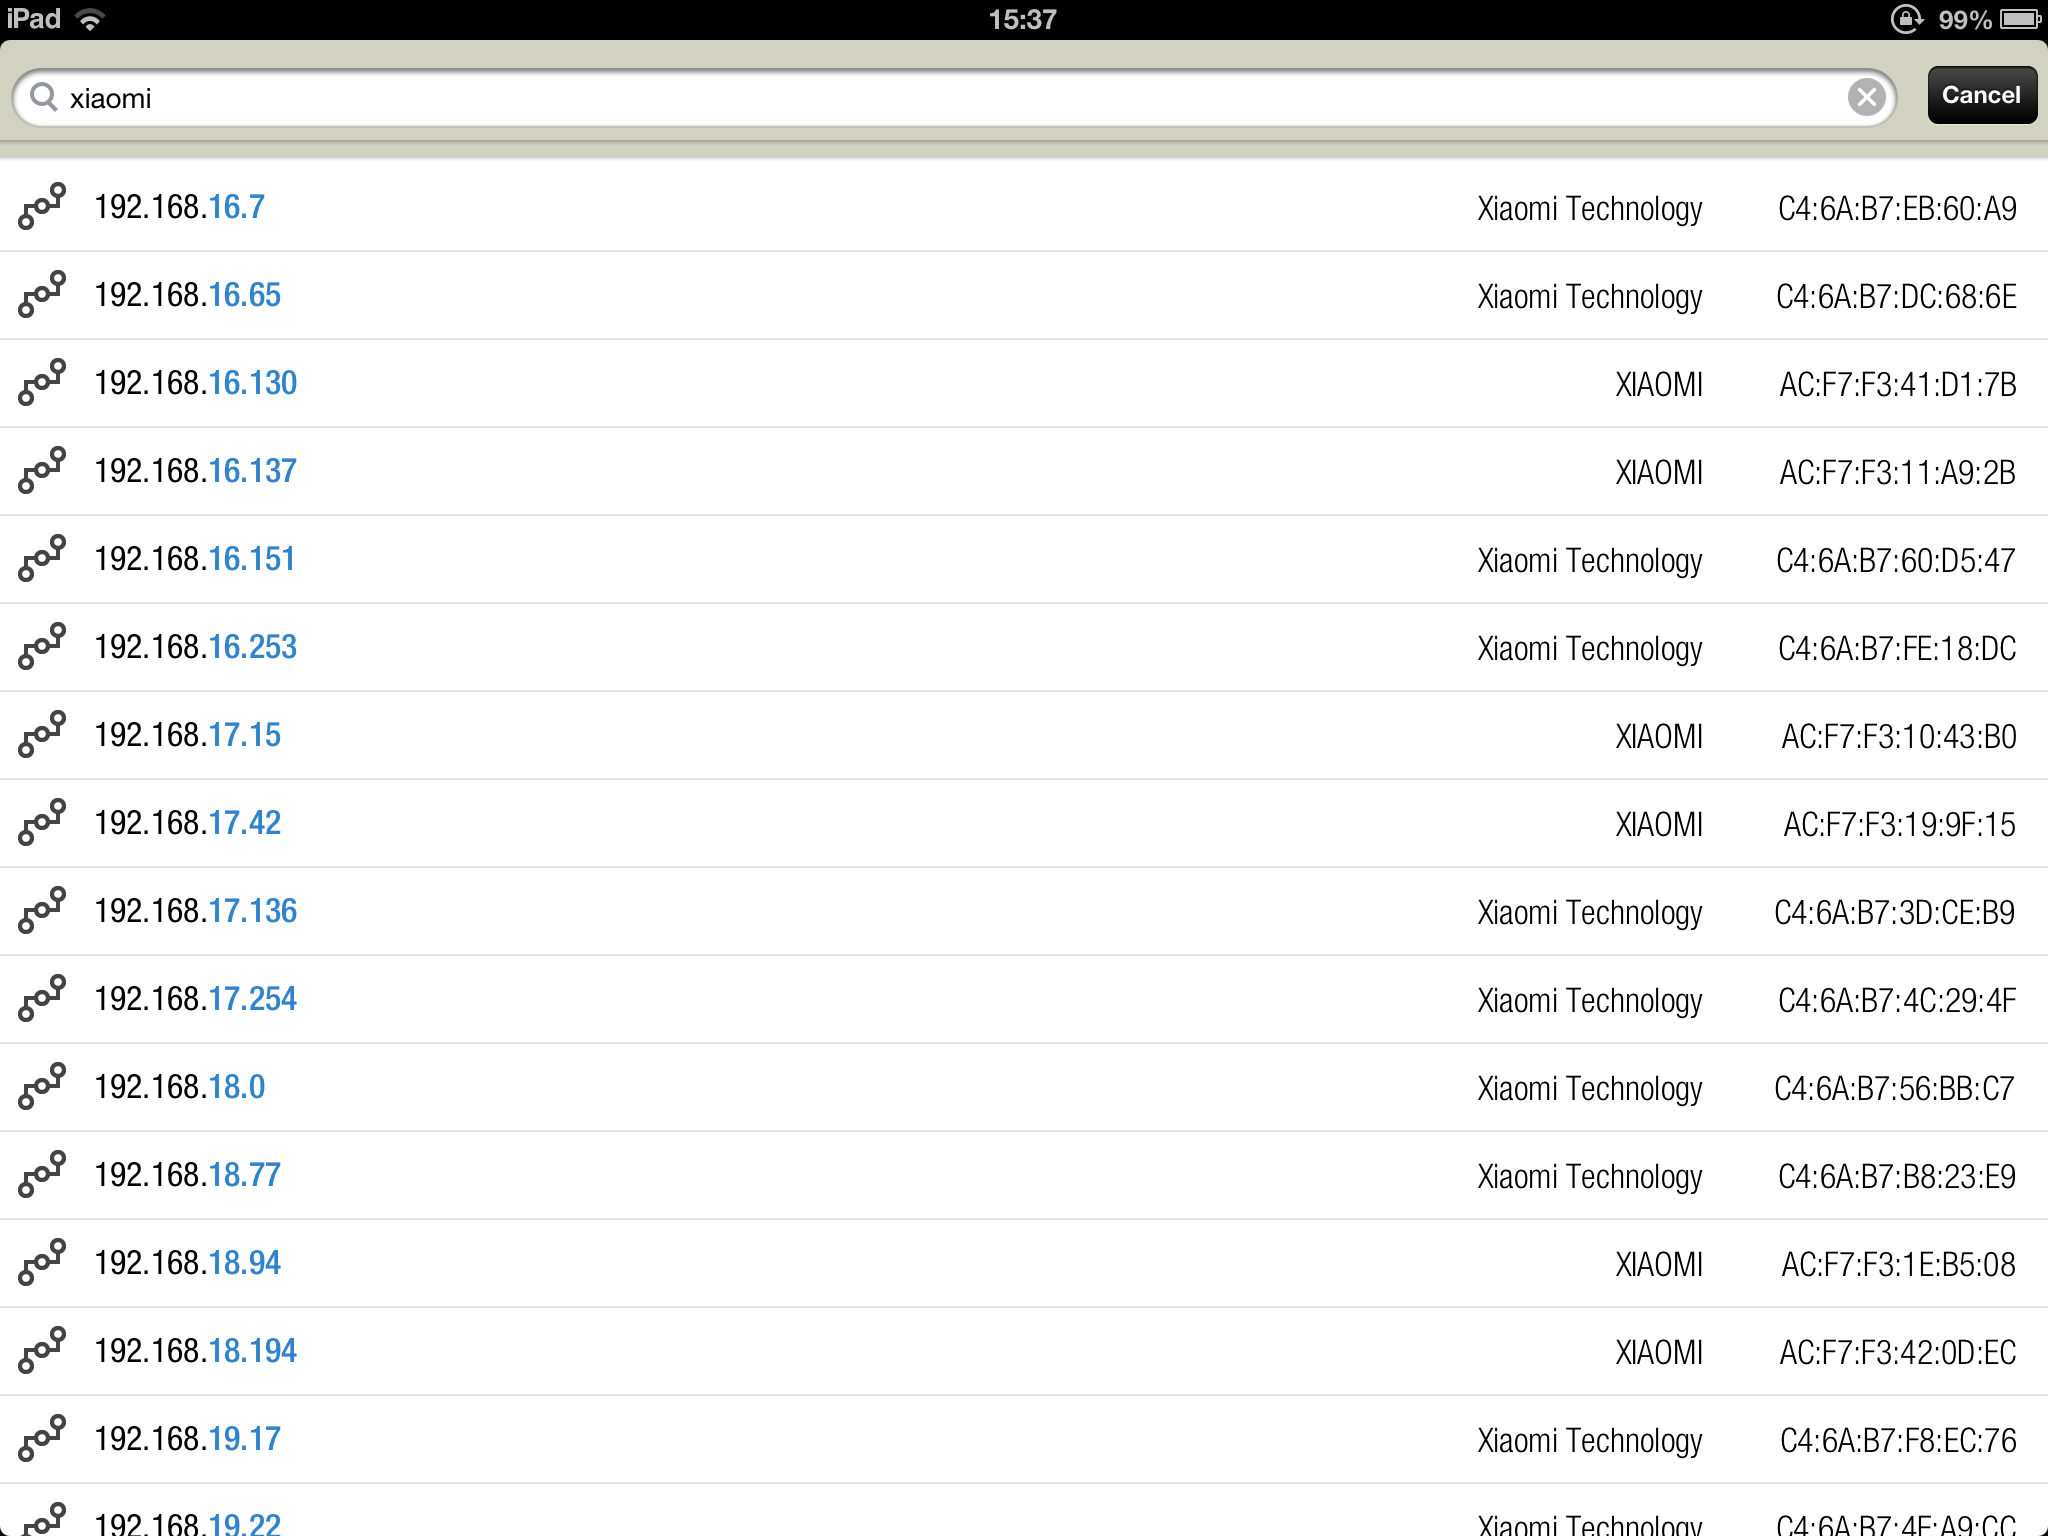 iPad 15:37 99%
xiaomi Cancel
192.168.16.7 Xiaomi Technology C4:6A:B7:EB:60:A9
192.168.16.65 Xiaomi Technology C4:6A:B7:DC:68:6E
192.168.16.130 XIAOMI AC:F7:F3:41:D1:7B
192.168.16.137 XIAOMI AC:F7:F3:11:A9:2B
192.168.16.151 Xiaomi Technology C4:6A:B7:60:D5:47
192.168.16.253 Xiaomi Technology C4:6A:B7:FE:18:DC
192.168.17.15 XIAOMI AC:F7:F3:10:43:B0
192.168.17.42 XIAOMI AC:F7:F3:19:9F:15
192.168.17.136 Xiaomi Technology C4:6A:B7:3D:CE:B9
192.168.17.254 Xiaomi Technology C4:6A:B7:4C:29:4F
192.168.18.0 Xiaomi Technology C4:6A:B7:56:BB:C7
192.168.18.77 Xiaomi Technology C4:6A:B7:B8:23:E9
192.168.18.94 XIAOMI AC:F7:F3:1E:B5:08
192.168.18.194 XIAOMI AC:F7:F3:42:0D:EC
192.168.19.17 Xiaomi Technology C4:6A:B7:F8:EC:76
192.168.19.22 Xiaomi Technology C4:6A:B7:4F:A9:CC